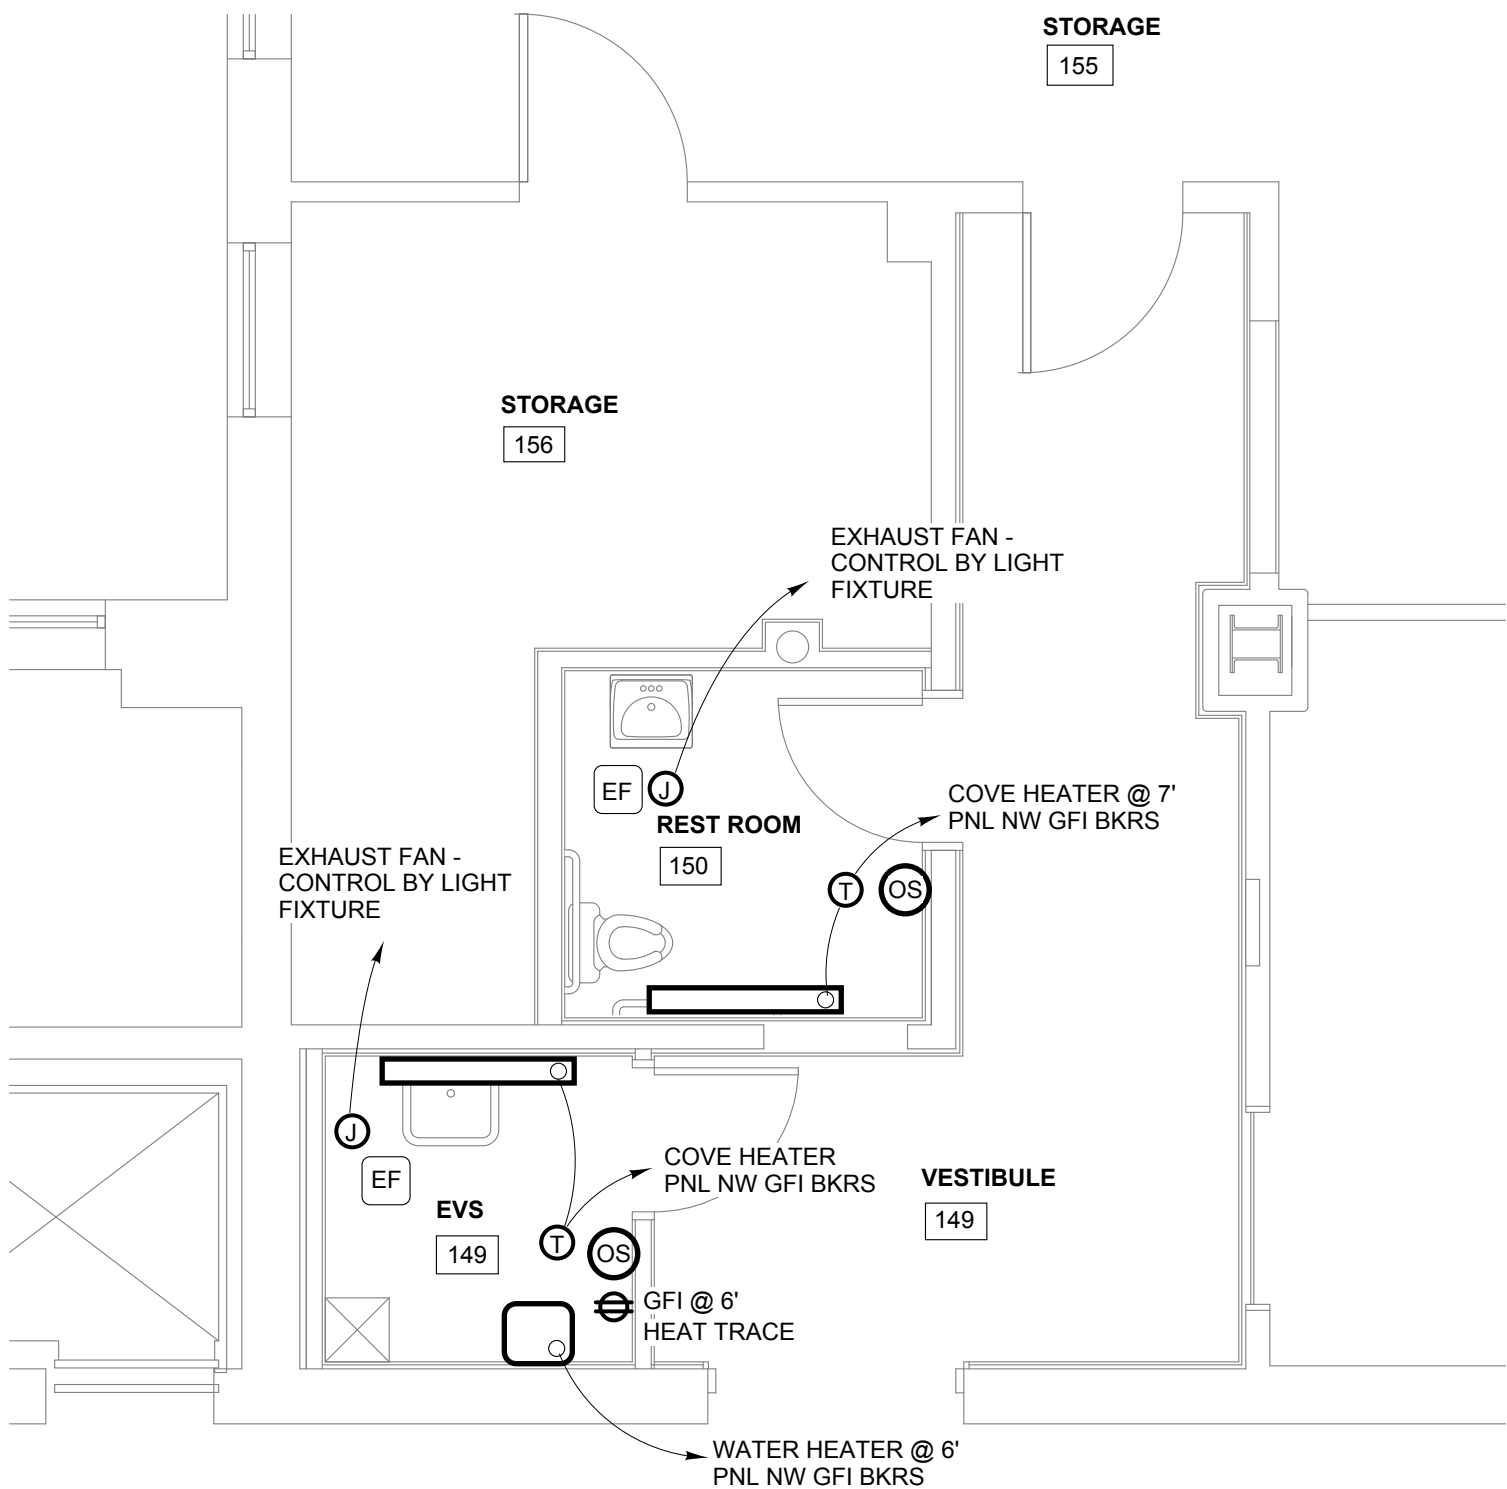 STORAGE
155
STORAGE
156
EXHAUST FAN -
CONTROL BY LIGHT
FIXTURE
EF
J
REST ROOM
150
COVE HEATER @ 7'
PNL NW GFI BKRS
T
OS
EXHAUST FAN -
CONTROL BY LIGHT
FIXTURE
J
EF
EVS
149
COVE HEATER
PNL NW GFI BKRS
T
OS
VESTIBULE
149
GFI @ 6'
HEAT TRACE
WATER HEATER @ 6'
PNL NW GFI BKRS